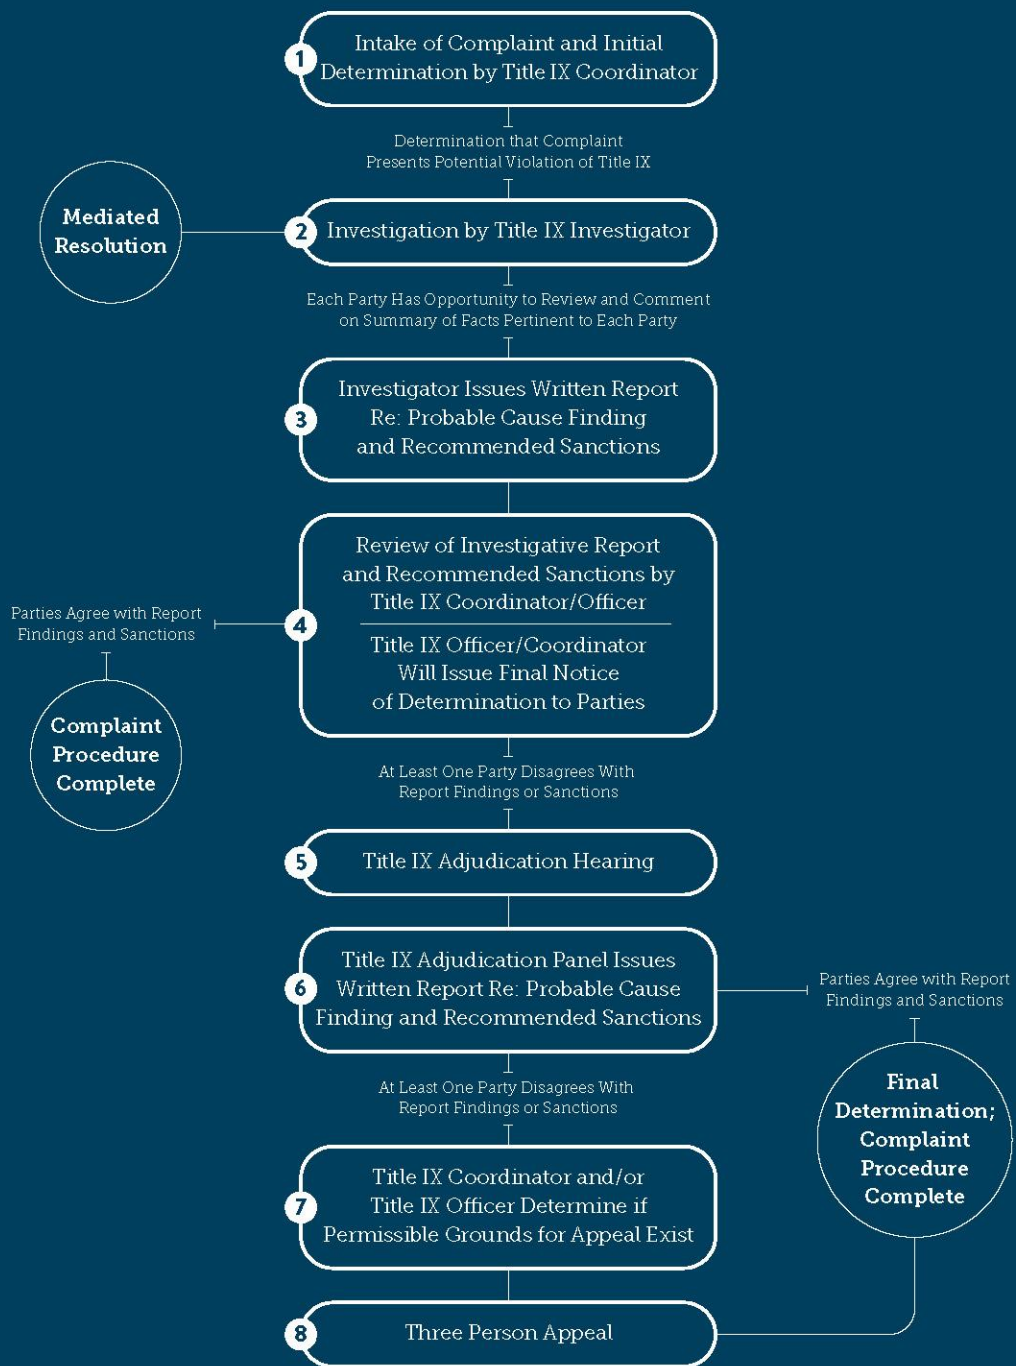 1
Intake of Complaint and Initial
Determination by Title IX Coordinator
Determination that Complaint
Presents Potential Violation of Title IX
Mediated
Resolution
2
Investigation by Title IX Investigator
Each Party Has Opportunity to Review and Comment
on Summary of Facts Pertinent to Each Party
3
Investigator Issues Written Report
Re: Probable Cause Finding
and Recommended Sanctions
4
Review of Investigative Report
and Recommended Sanctions by
Title IX Coordinator/Officer
Title IX Officer/Coordinator
Will Issue Final Notice
of Determination to Parties
Parties Agree with Report
Findings and Sanctions
Complaint
Procedure
Complete
At Least One Party Disagrees With
Report Findings or Sanctions
5
Title IX Adjudication Hearing
6
Title IX Adjudication Panel Issues
Written Report Re: Probable Cause
Finding and Recommended Sanctions
Parties Agree with Report
Findings and Sanctions
Final
Determination;
Complaint
Procedure
Complete
At Least One Party Disagrees With
Report Findings or Sanctions
7
Title IX Coordinator and/or
Title IX Officer Determine if
Permissible Grounds for Appeal Exist
8
Three Person Appeal